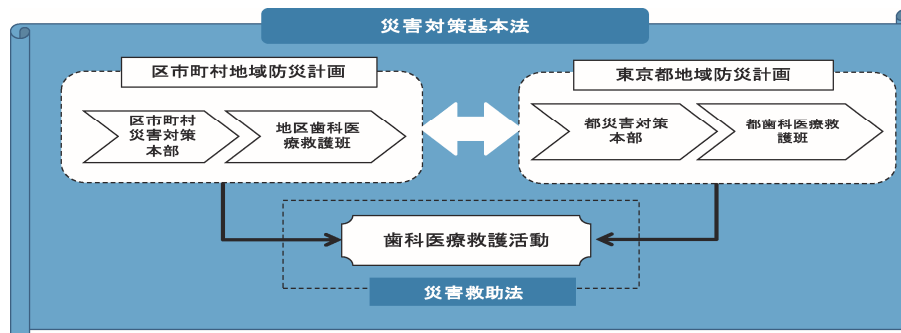 災害対策基本法
区市町村地域防災計画
区市町村
災害対策
本部
地区歯科医
療救護班
東京都地域防災計画
都災害対策
本部
都歯科医療救
護班
歯科医療救護活動
災害救助法